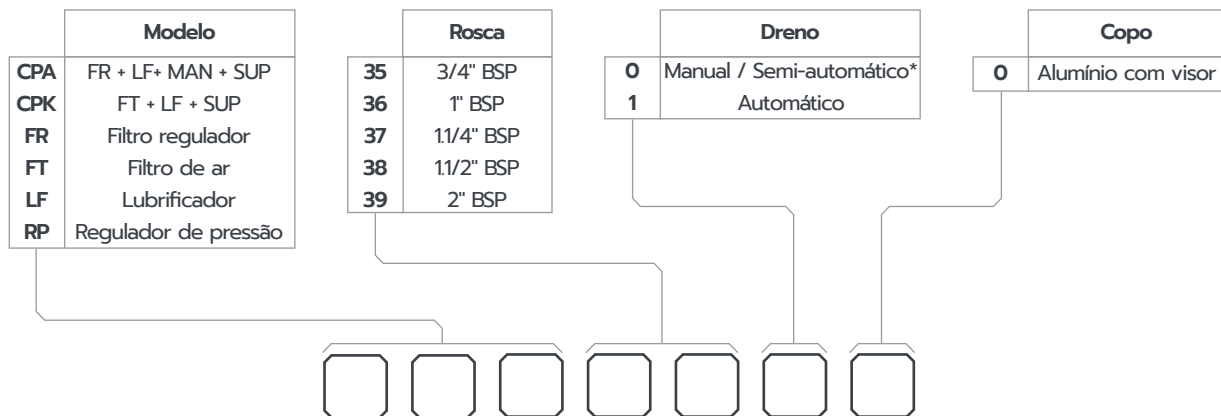 Modelo
CPA FR + LF+ MAN + SUP
CPK FT + LF + SUP
FR Filtro regulador
FT Filtro de ar
LF Lubrificador
RP Regulador de pressão
Rosca
35 3/4" BSP
36 1" BSP
37 1.1/4" BSP
38 1.1/2" BSP
39 2" BSP
Dreno
0 Manual / Semi-automático*
1 Automático
Copo
0 Alumínio com visor